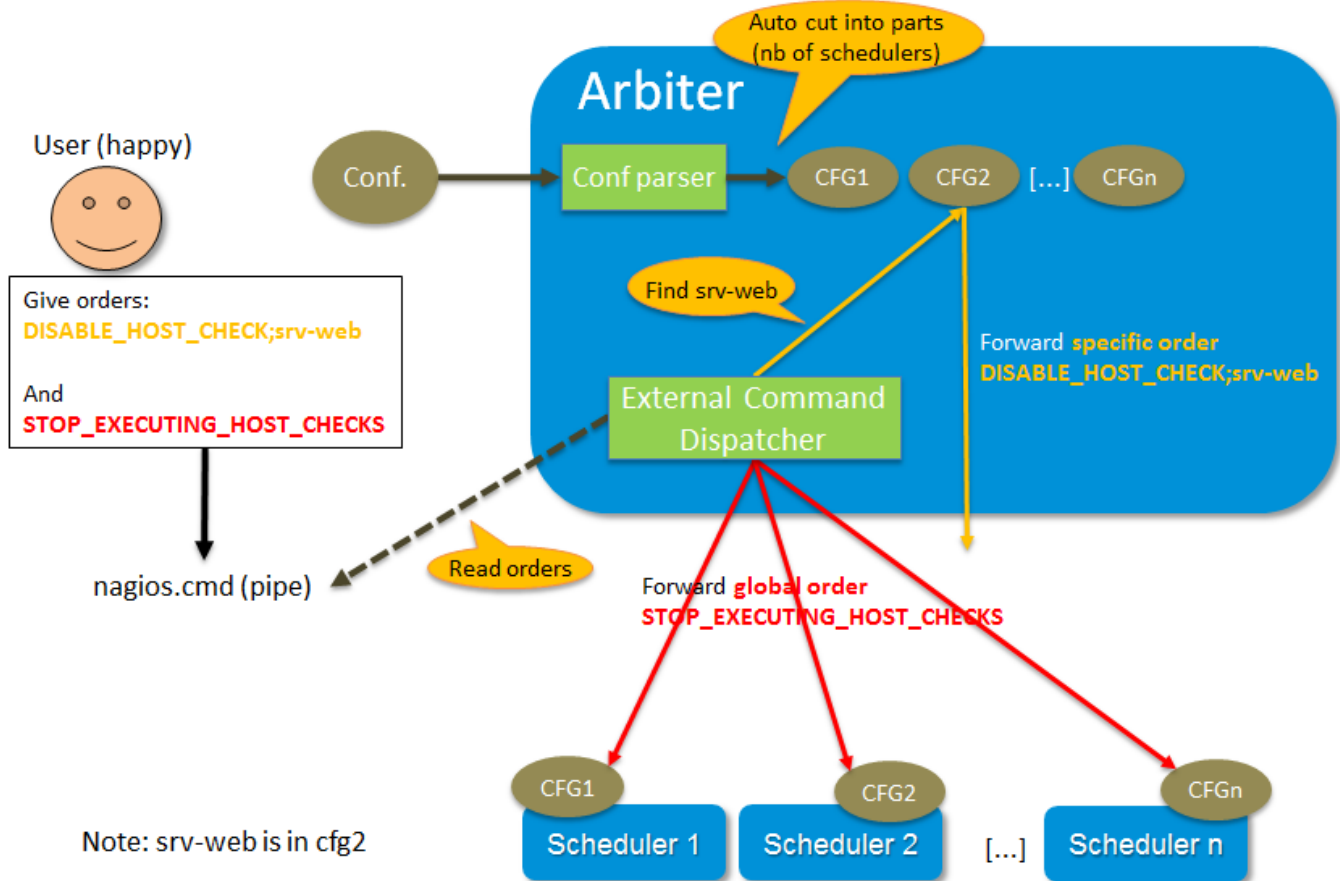 Auto cut into parts
(nb of schedulers)
Arbiter
User (happy)
Conf.
Conf parser
CFG1
CFG2
[...]
CFGn
Find srv-web
Give orders:
DISABLE_HOST_CHECK;srv-web
And
STOP_EXECUTING_HOST_CHECKS
Forward specific order
DISABLE_HOST_CHECK;srv-web
External Command
Dispatcher
Read orders
nagios.cmd (pipe)
Forward global order
STOP_EXECUTING_HOST_CHECKS
CFG1
CFG2
CFGn
Note: srv-web is in cfg2
Scheduler 1
Scheduler 2
[...]
Scheduler n